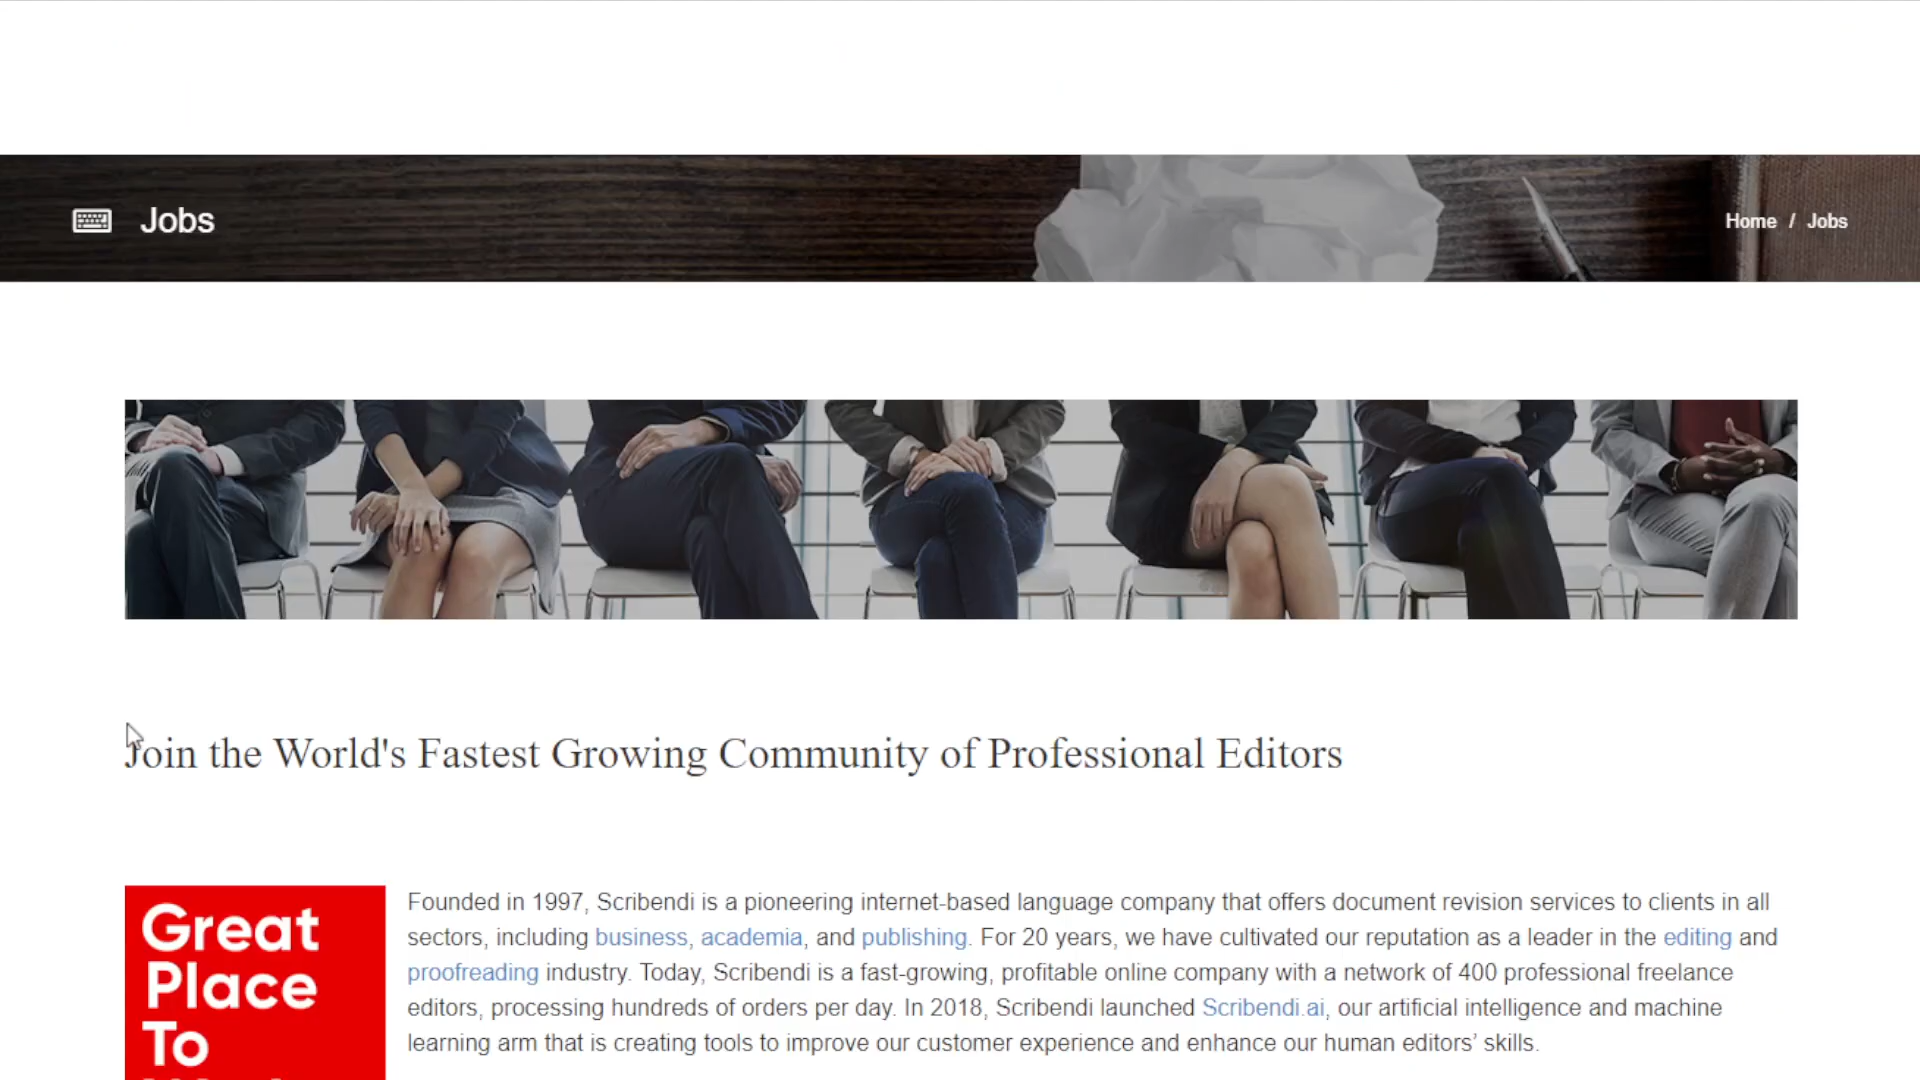 Jobs
Home / Jobs
Join the World's Fastest Growing Community of Professional Editors
Great
Place
To
Founded in 1997, Scribendi is a pioneering internet-based language company that offers document revision services to clients in all
sectors, including business, academia, and publishing. For 20 years, we have cultivated our reputation as a leader in the editing and
proofreading industry. Today, Scribendi is a fast-growing, profitable online company with a network of 400 professional freelance
editors, processing hundreds of orders per day. In 2018, Scribendi launched Scribendi.ai, our artificial intelligence and machine
learning arm that is creating tools to improve our customer experience and enhance our human editors’ skills.